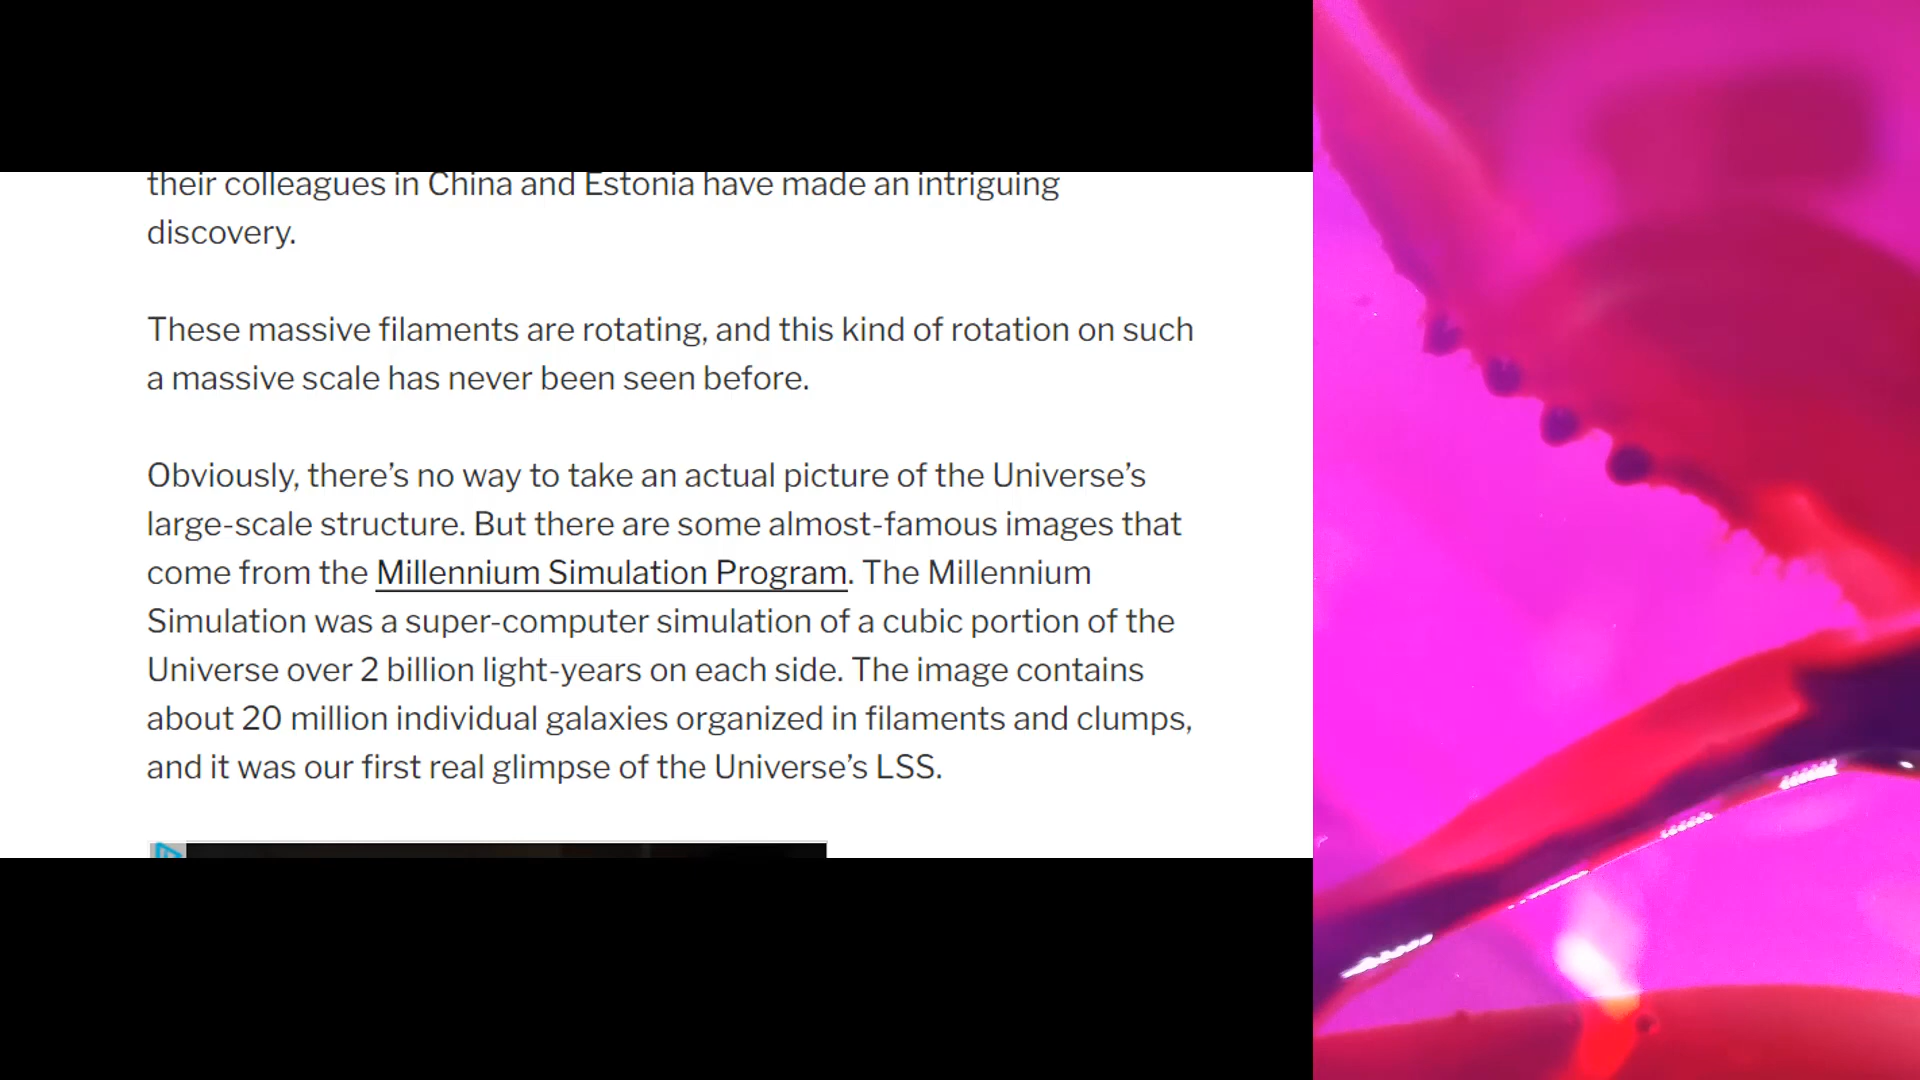 their colleagues in China and Estonia have made an intriguing
discovery.
These massive filaments are rotating, and this kind of rotation on such
a massive scale has never been seen before.
Obviously, there’s no way to take an actual picture of the Universe’s
large-scale structure. But there are some almost-famous images that
come from the Millennium Simulation Program. The Millennium
Simulation was a super-computer simulation of a cubic portion of the
Universe over 2 billion light-years on each side. The image contains
about 20 million individual galaxies organized in filaments and clumps,
and it was our first real glimpse of the Universe’s LSS.